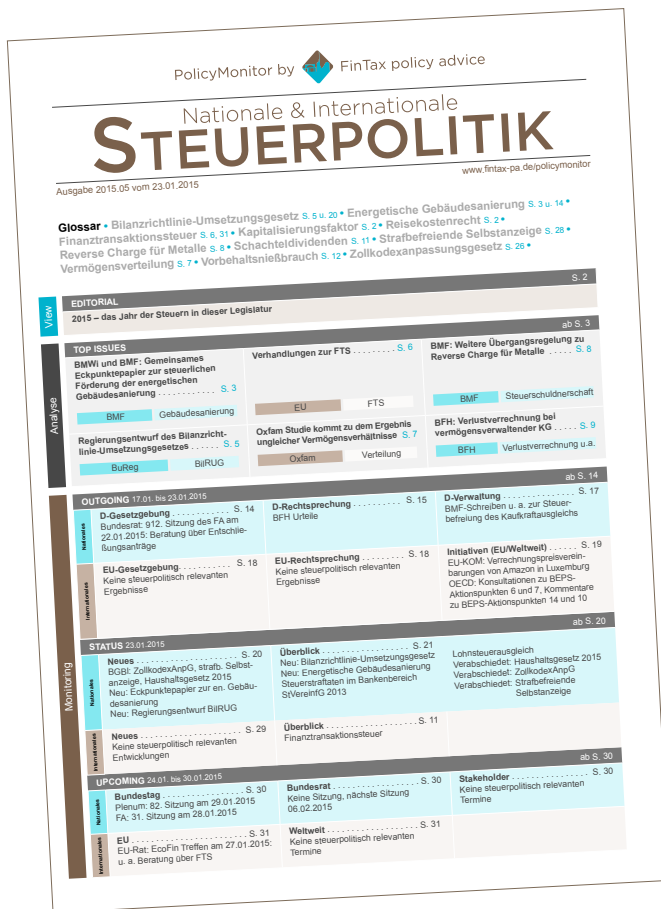 PolicyMonitor by FinTax policy advice
Nationale & Internationale
STEUERPOLITIK
Ausgabe 2015.05 vom 23.01.2015
www.fintax-pa.de/policymonitor
Glossar • Bilanzrichtlinie-Umsetzungsgesetz S. 5 u. 20 • Energetische Gebäudesanierung S. 3 u. 14 •
Finanztransaktionssteuer S. 6, 31 • Kapitalisierungsfaktor S. 2 • Reisekostenrecht S. 2 •
Reverse Charge für Metalle S. 8 • Schachteldividenden S. 11 • Strafbefreiende Selbstanzeige S. 28 •
Vermögensverteilung S. 7 • Vorbehaltsnießbrauch S. 12 • Zollkodexanpassungsgesetz S. 26 •
View
EDITORIAL S. 2
2015 – das Jahr der Steuern in dieser Legislatur
Analyse
TOP ISSUES ab S. 3
BMWi und BMF: Gemeinsames
Eckpunktepapier zur steuerlichen
Förderung der energetischen
Gebäudesanierung . . . . . . . . . . . . S. 3
BMF Gebäudesanierung
Verhandlungen zur FTS . . . . . . . . . S. 6
EU FTS
BMF: Weitere Übergangsregelung zu
Reverse Charge für Metalle . . . . . S. 8
BMF Steuerschuldnerschaft
Regierungsentwurf des Bilanzricht-
linie-Umsetzungsgesetzes . . . . . . S. 5
BuReg BilRUG
Oxfam Studie kommt zu dem Ergebnis
ungleicher Vermögensverhältnisse S. 7
Oxfam Verteilung
BFH: Verlustverrechnung bei
vermögensverwaltender KG . . . . . S. 9
BFH Verlustverrechnung u.a.
Monitoring
OUTGOING 17.01. bis 23.01.2015 ab S. 14
Nationales
D-Gesetzgebung . . . . . . . . . . . . . S. 14
Bundesrat: 912. Sitzung des FA am
22.01.2015: Beratung über Entschlie-
ßungsanträge
D-Rechtsprechung . . . . . . . . . . . S. 15
BFH Urteile
D-Verwaltung . . . . . . . . . . . . . . . S. 17
BMF-Schreiben u. a. zur Steuer-
befreiung des Kaufkraftausgleichs
Internationales
EU-Gesetzgebung. . . . . . . . . . . . S. 18
Keine steuerpolitisch relevanten
Ergebnisse
EU-Rechtsprechung . . . . . . . . . . S. 18
Keine steuerpolitisch relevanten
Ergebnisse
Initiativen (EU/Weltweit) . . . . . . S. 19
EU-KOM: Verrechnungspreisverein-
barungen von Amazon in Luxemburg
OECD: Konsultationen zu BEPS-
Aktionspunkten 6 und 7, Kommentare
zu BEPS-Aktionspunkten 14 und 10
STATUS 23.01.2015 ab S. 20
Nationales
Neues . . . . . . . . . . . . . . . . . . . . . S. 20
BGBl: ZollkodexAnpG, strafb. Selbst-
anzeige, Haushaltsgesetz 2015
Neu: Eckpunktepapier zur en. Gebäu-
desanierung
Neu: Regierungsentwurf BilRUG
Überblick . . . . . . . . . . . . . . . . . . S. 21
Neu: Bilanzrichtlinie-Umsetzungsgesetz
Neu: Energetische Gebäudesanierung
Steuerstraftaten im Bankenbereich
StVereinfG 2013
Lohnsteuerausgleich
Verabschiedet: Haushaltsgesetz 2015
Verabschiedet: ZollkodexAnpG
Verabschiedet: Strafbefreiende
Selbstanzeige
Internationales
Neues . . . . . . . . . . . . . . . . . . . . . S. 29
Keine steuerpolitisch relevanten
Entwicklungen
Überblick . . . . . . . . . . . . . . . . . . S. 11
Finanztransaktionssteuer
UPCOMING 24.01. bis 30.01.2015 ab S. 30
Nationales
Bundestag . . . . . . . . . . . . . . . . . S. 30
Plenum: 82. Sitzung am 29.01.2015
FA: 31. Sitzung am 28.01.2015
Bundesrat . . . . . . . . . . . . . . . . . S. 30
Keine Sitzung, nächste Sitzung
06.02.2015
Stakeholder . . . . . . . . . . . . . . . . S. 30
Keine steuerpolitisch relevanten
Termine
Internationales
EU . . . . . . . . . . . . . . . . . . . . . . . . S. 31
EU-Rat: EcoFin Treffen am 27.01.2015:
u. a. Beratung über FTS
Weltweit . . . . . . . . . . . . . . . . . . . S. 31
Keine steuerpolitisch relevanten
Termine